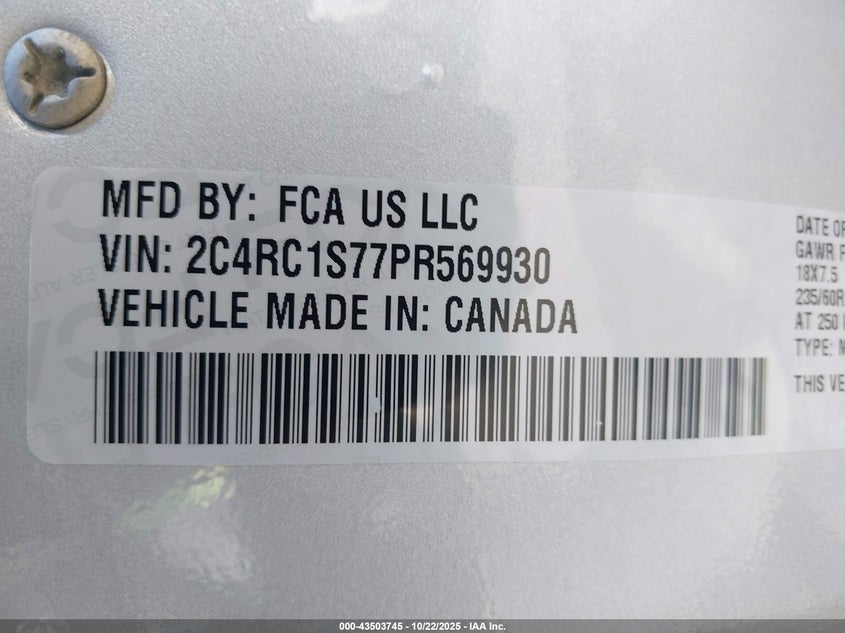 MFD BY: FCA US LLC
VIN: 2C4RC1S77PR569930
VEHICLE MADE IN: CANADA
DATE OF
GAWR F
18X7.5
235/60R
AT 250
TYPE: M
THIS VE
000-43503745 - 10/22/2025 - IAA Inc.